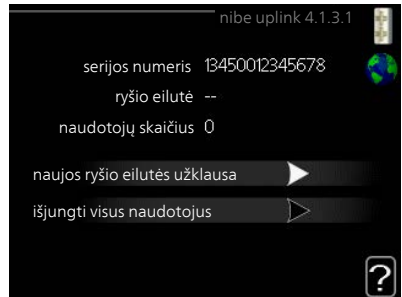 nibe uplink 4.1.3.1
serijos numeris 13450012345678
ryšio eilutė --
naudotojų skaičius 0
naujos ryšio eilutės užklausa
išjungti visus naudotojus
?